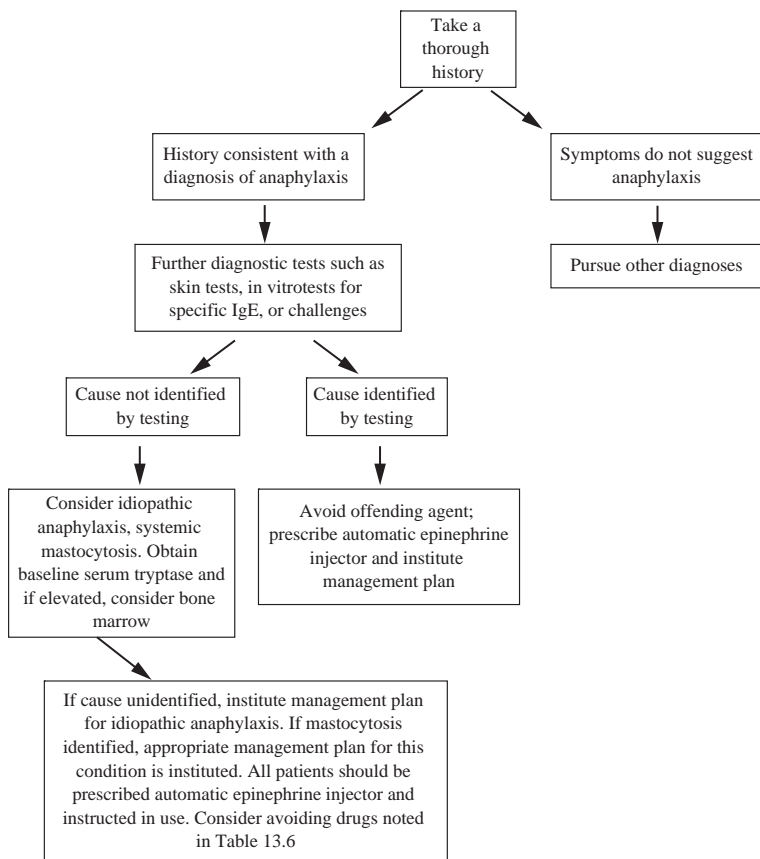 Take a
thorough
history
History consistent with a
diagnosis of anaphylaxis
Symptoms do not suggest
anaphylaxis
Further diagnostic tests such as
skin tests, in vitrotests for
specific IgE, or challenges
Pursue other diagnoses
Cause not identified
by testing
Cause identified
by testing
Consider idiopathic
anaphylaxis, systemic
mastocytosis. Obtain
baseline serum tryptase and
if elevated, consider bone
marrow
Avoid offending agent;
prescribe automatic epinephrine
injector and institute
management plan
If cause unidentified, institute management plan
for idiopathic anaphylaxis. If mastocytosis
identified, appropriate management plan for this
condition is instituted. All patients should be
prescribed automatic epinephrine injector and
instructed in use. Consider avoiding drugs noted
in Table 13.6